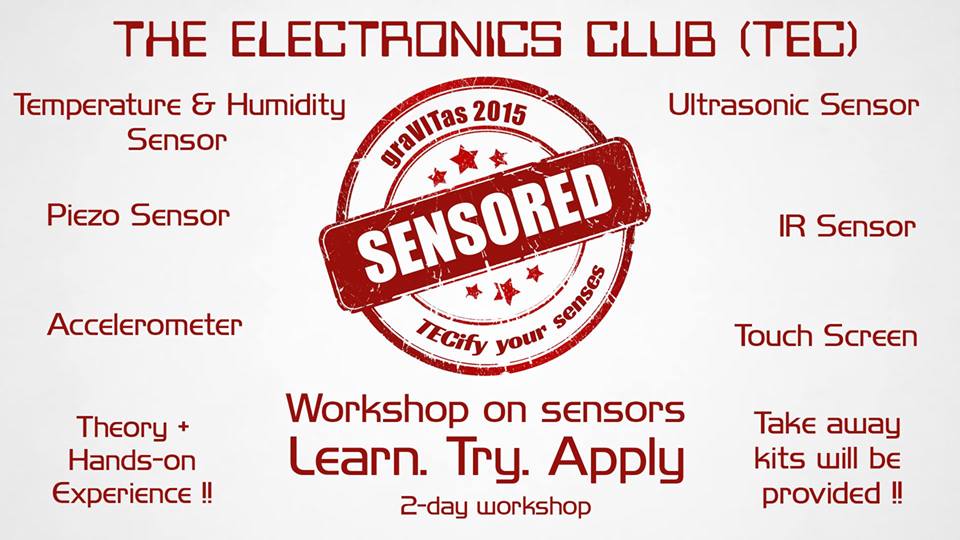 THE ELECTRONICS CLUB (TEC)
Temperature & Humidity
Sensor
Piezo Sensor
Accelerometer
graVITas 2015
SENSORED
TECify your senses
Ultrasonic Sensor
IR Sensor
Touch Screen
Theory +
Hands-on
Experience !!
Workshop on sensors
Learn. Try. Apply
2-day workshop
Take away
kits will be
provided !!